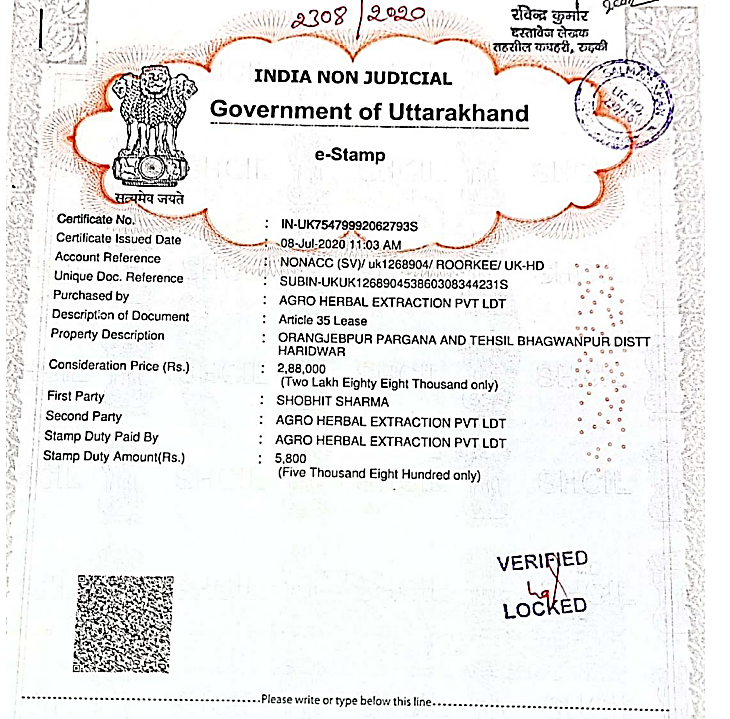 2308/2020
रविन्द्र कुमार
दस्तावेज लेखक
तहसील कचहरी, रुड़की
INDIA NON JUDICIAL
Government of Uttarakhand
e-Stamp
सत्यमेव जयते
Certificate No. : IN-UK75479992062793S
Certificate Issued Date : 08-Jul-2020 11:03 AM
Account Reference : NONACC (SV)/ uk1268904/ ROORKEE/ UK-HD
Unique Doc. Reference : SUBIN-UKUK126890453860308344231S
Purchased by : AGRO HERBAL EXTRACTION PVT LDT
Description of Document : Article 35 Lease
Property Description : ORANGJEBPUR PARGANA AND TEHSIL BHAGWANPUR DISTT
HARIDWAR
Consideration Price (Rs.) : 2,88,000
(Two Lakh Eighty Eight Thousand only)
First Party : SHOBHIT SHARMA
Second Party : AGRO HERBAL EXTRACTION PVT LDT
Stamp Duty Paid By : AGRO HERBAL EXTRACTION PVT LDT
Stamp Duty Amount(Rs.) : 5,800
(Five Thousand Eight Hundred only)
VERIFIED
LOCKED
Please write or type below this line